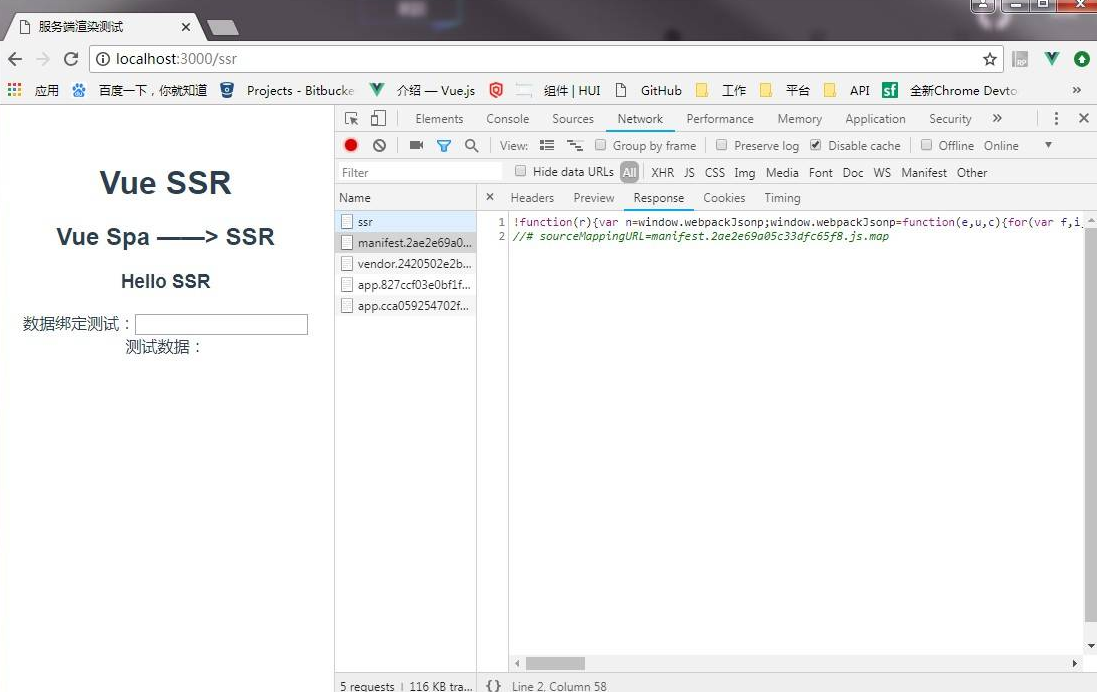 服务端渲染测试
localhost:3000/ssr
应用 百度一下，你就知道 Projects - Bitbucke 介绍 — Vue.js 组件 | HUI GitHub 工作 平台 API sf 全新Chrome Devto »
Vue SSR
Vue Spa ——> SSR
Hello SSR
数据绑定测试：
测试数据：
Elements Console Sources Network Performance Memory Application Security »
View: Group by frame Preserve log Disable cache Offline Online
Filter Hide data URLs All XHR JS CSS Img Media Font Doc WS Manifest Other
Name
ssr
manifest.2ae2e69a0...
vendor.2420502e2b...
app.827ccf03e0bf1f...
app.cca059254702f...
Headers Preview Response Cookies Timing
1 !function(r){var n=window.webpackJsonp;window.webpackJsonp=function(e,u,c){for(var f,i,
2 //# sourceMappingURL=manifest.2ae2e69a05c33dfc65f8.js.map
5 requests | 116 KB tra...
{} Line 2, Column 58